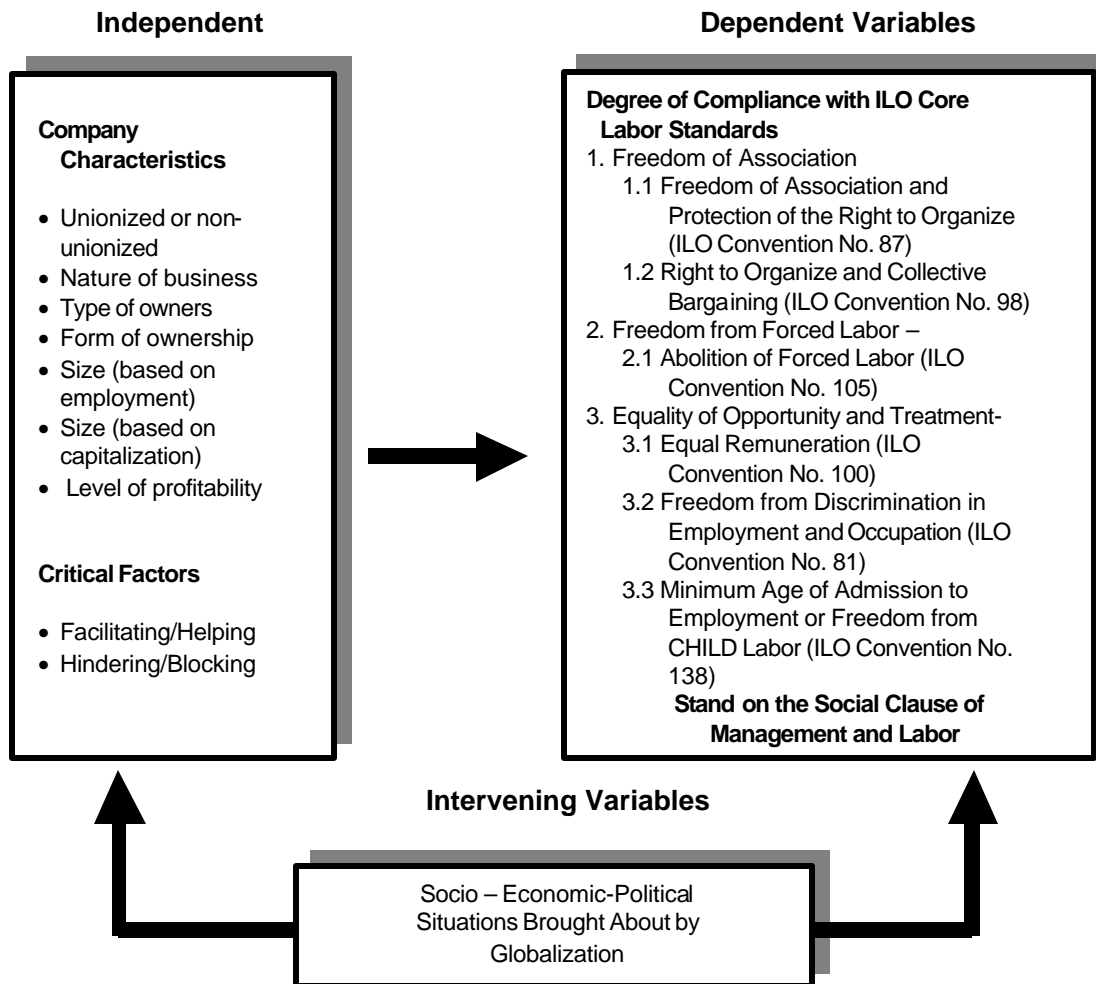 Independent
Dependent Variables
Company
Characteristics
• Unionized or non-
unionized
• Nature of business
• Type of owners
• Form of ownership
• Size (based on
employment)
• Size (based on
capitalization)
• Level of profitability
Critical Factors
• Facilitating/Helping
• Hindering/Blocking
Degree of Compliance with ILO Core
Labor Standards
1. Freedom of Association
1.1 Freedom of Association and
Protection of the Right to Organize
(ILO Convention No. 87)
1.2 Right to Organize and Collective
Bargaining (ILO Convention No. 98)
2. Freedom from Forced Labor –
2.1 Abolition of Forced Labor (ILO
Convention No. 105)
3. Equality of Opportunity and Treatment-
3.1 Equal Remuneration (ILO
Convention No. 100)
3.2 Freedom from Discrimination in
Employment and Occupation (ILO
Convention No. 81)
3.3 Minimum Age of Admission to
Employment or Freedom from
CHILD Labor (ILO Convention No.
138)
Stand on the Social Clause of
Management and Labor
Intervening Variables
Socio – Economic-Political
Situations Brought About by
Globalization